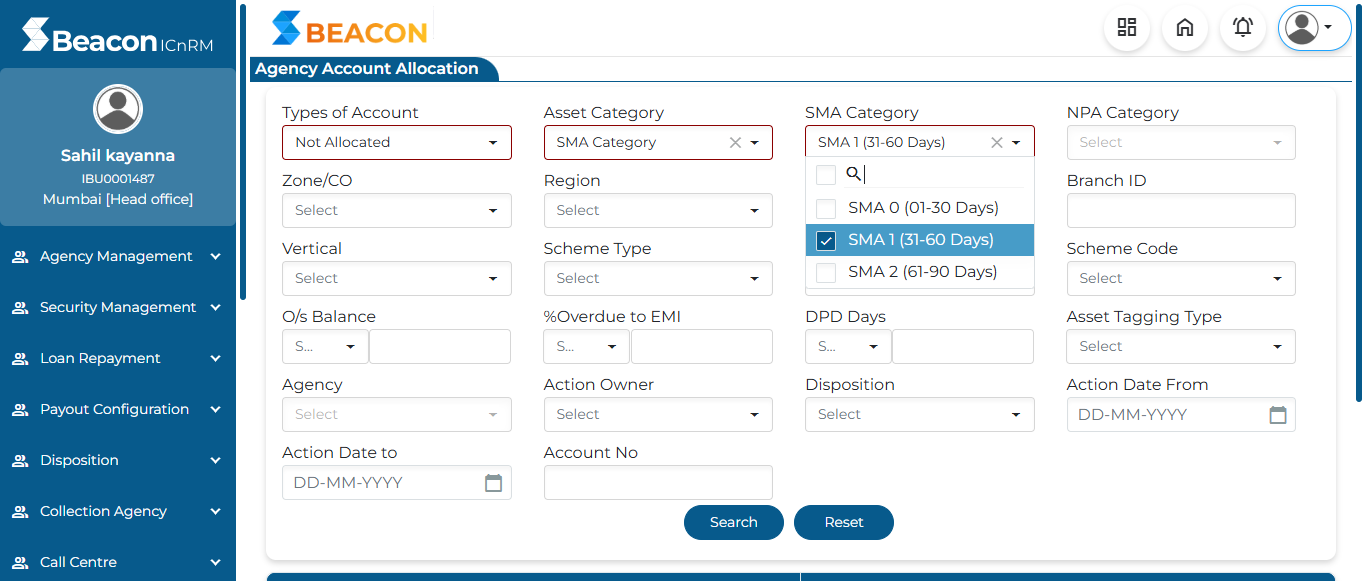 Beacon ICnRM
Sahil kayanna
IBU0001487
Mumbai [Head office]
Agency Management
Security Management
Loan Repayment
Payout Configuration
Disposition
Collection Agency
Call Centre
BEACON
Agency Account Allocation
Types of Account
Not Allocated
Asset Category
SMA Category
SMA Category
SMA 1 (31-60 Days)
SMA 0 (01-30 Days)
SMA 1 (31-60 Days)
SMA 2 (61-90 Days)
NPA Category
Select
Zone/CO
Select
Region
Select
Branch ID
Vertical
Select
Scheme Type
Select
Scheme Code
Select
O/s Balance
S...
%Overdue to EMI
S...
DPD Days
S...
Asset Tagging Type
Select
Agency
Select
Action Owner
Select
Disposition
Select
Action Date From
DD-MM-YYYY
Action Date to
DD-MM-YYYY
Account No
Search
Reset